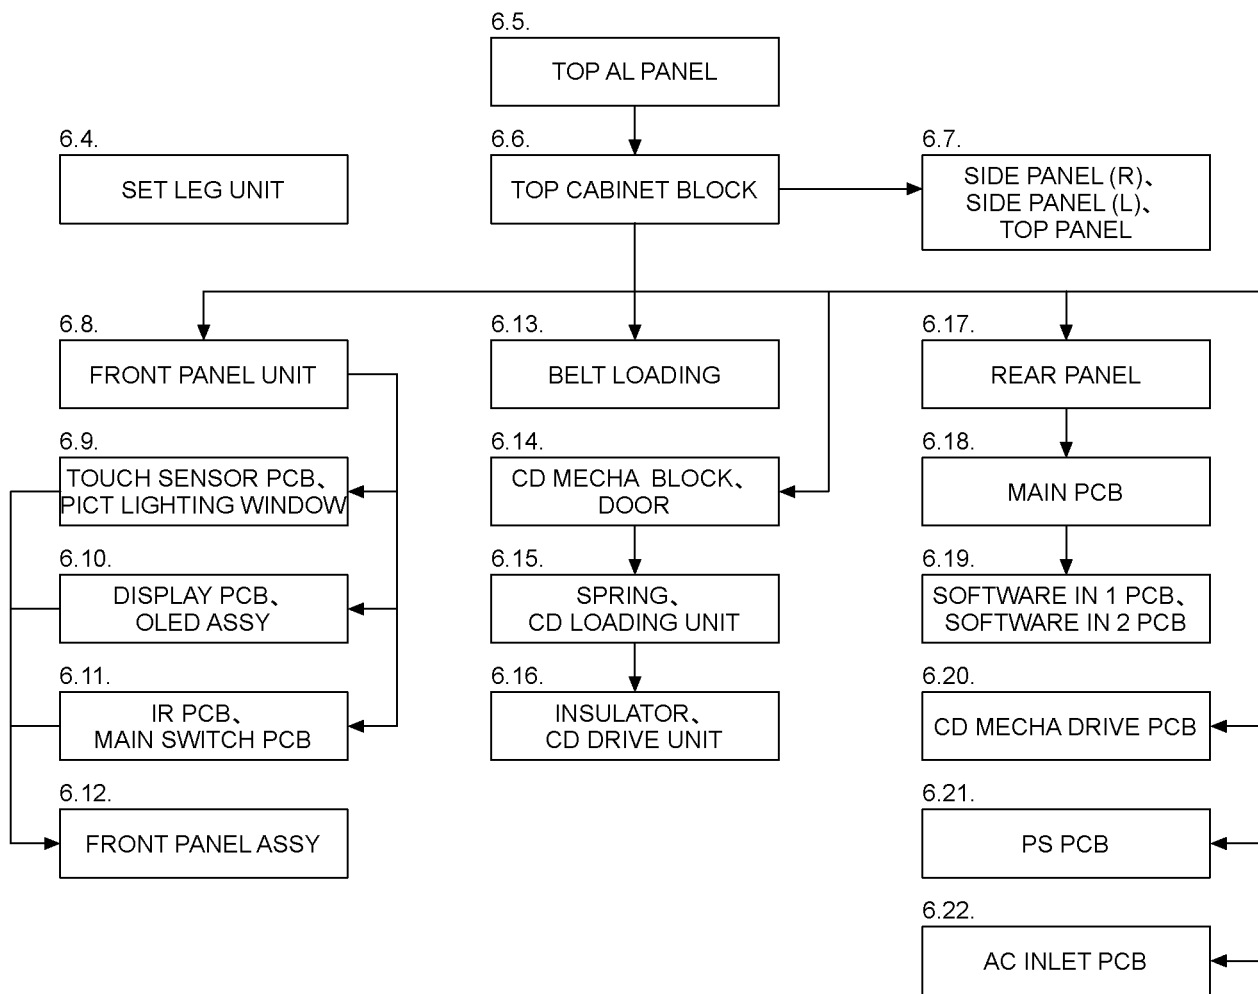 6.5.
TOP AL PANEL
6.4.
SET LEG UNIT
6.6.
TOP CABINET BLOCK
6.7.
SIDE PANEL (R)、
SIDE PANEL (L)、
TOP PANEL
6.8.
FRONT PANEL UNIT
6.13.
BELT LOADING
6.17.
REAR PANEL
6.9.
TOUCH SENSOR PCB、
PICT LIGHTING WINDOW
6.14.
CD MECHA BLOCK、
DOOR
6.18.
MAIN PCB
6.10.
DISPLAY PCB、
OLED ASSY
6.15.
SPRING、
CD LOADING UNIT
6.19.
SOFTWARE IN 1 PCB、
SOFTWARE IN 2 PCB
6.11.
IR PCB、
MAIN SWITCH PCB
6.16.
INSULATOR、
CD DRIVE UNIT
6.20.
CD MECHA DRIVE PCB
6.12.
FRONT PANEL ASSY
6.21.
PS PCB
6.22.
AC INLET PCB